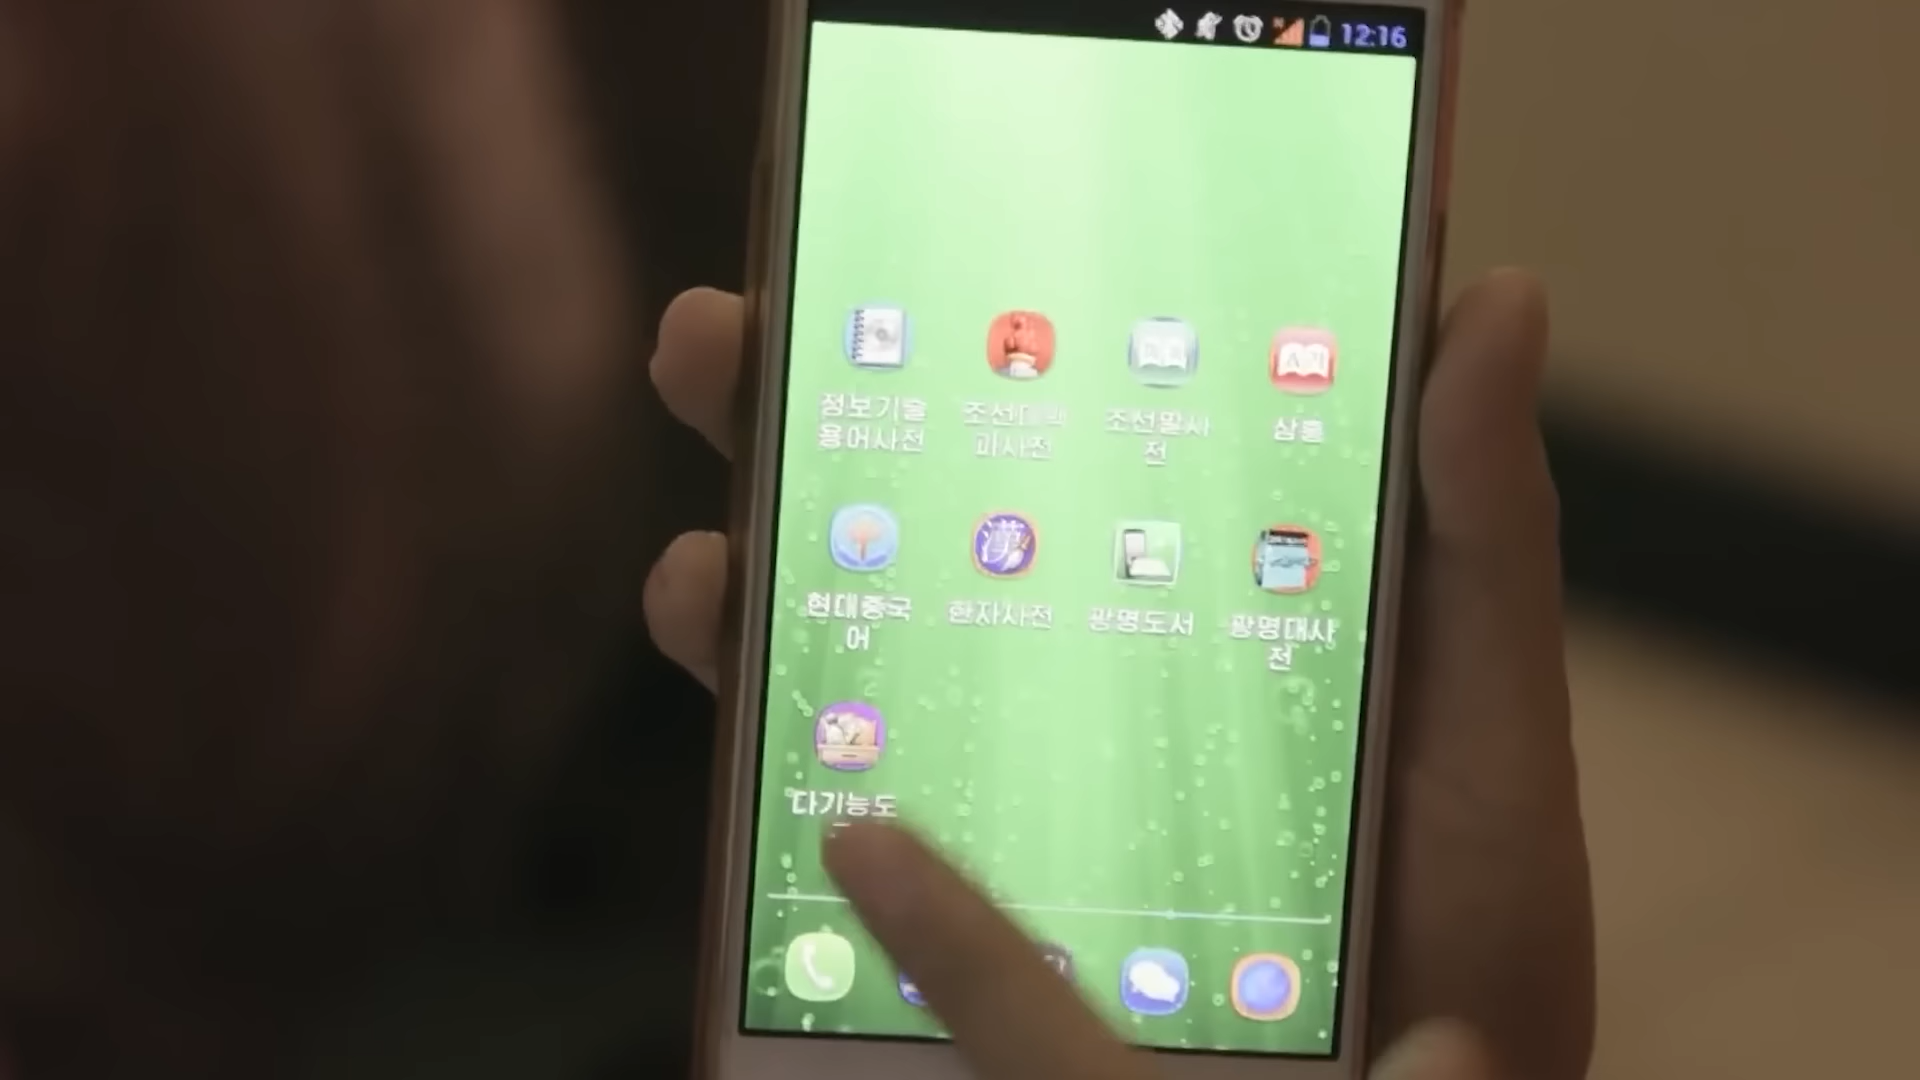 12:16
정보기술
용어사전
조선대백
과사전
조선말사
전
삼흥
현대중국
어
한자사전
광명도서
광명대사
전
다기능도